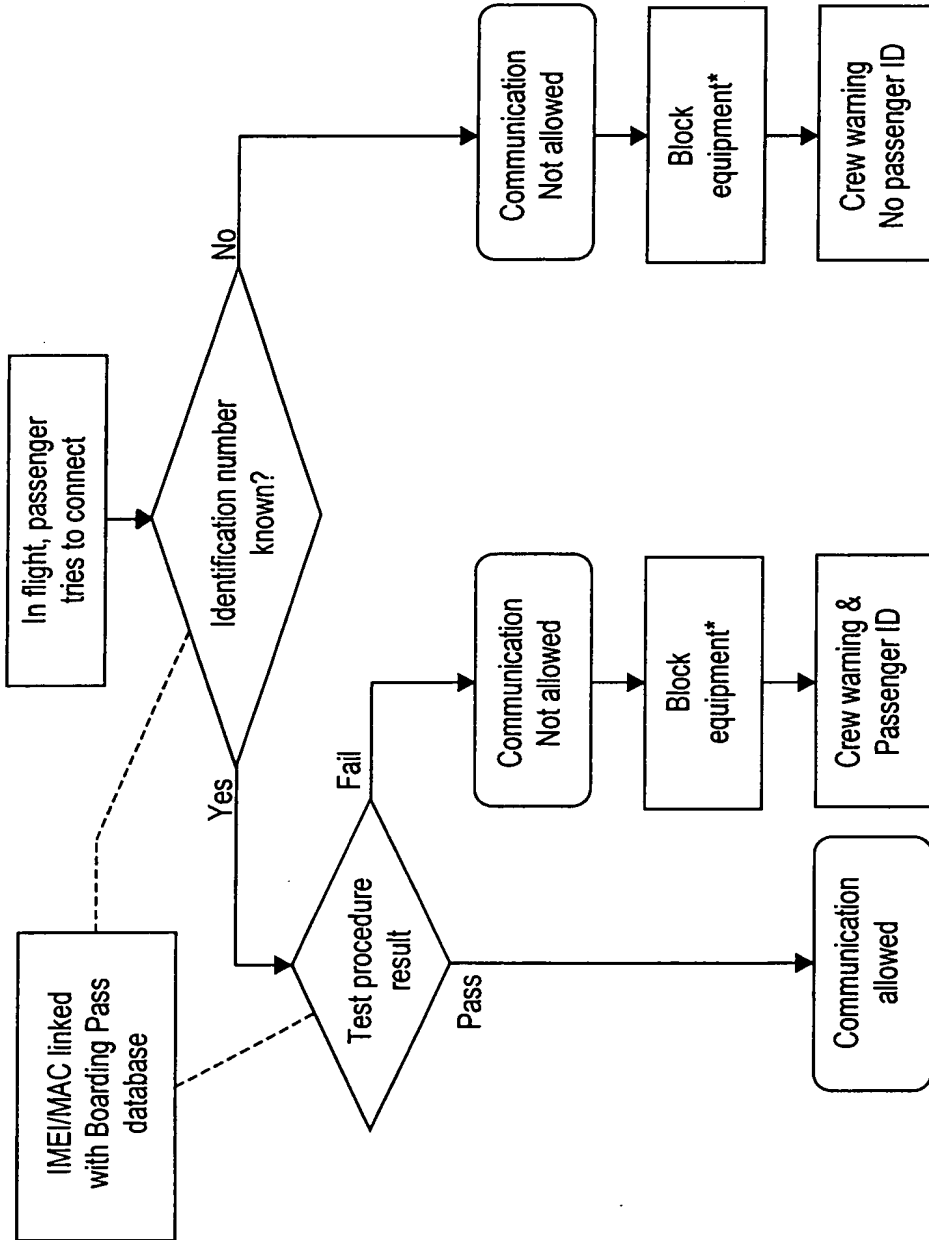 In flight, passenger
tries to connect
IMEI/MAC linked
with Boarding Pass
database
Identification number
known?
Yes
No
Test procedure
result
Fail
Pass
Communication
Not allowed
Block
equipment*
Crew warning &
Passenger ID
Communication
allowed
Communication
Not allowed
Block
equipment*
Crew warning
No passenger ID